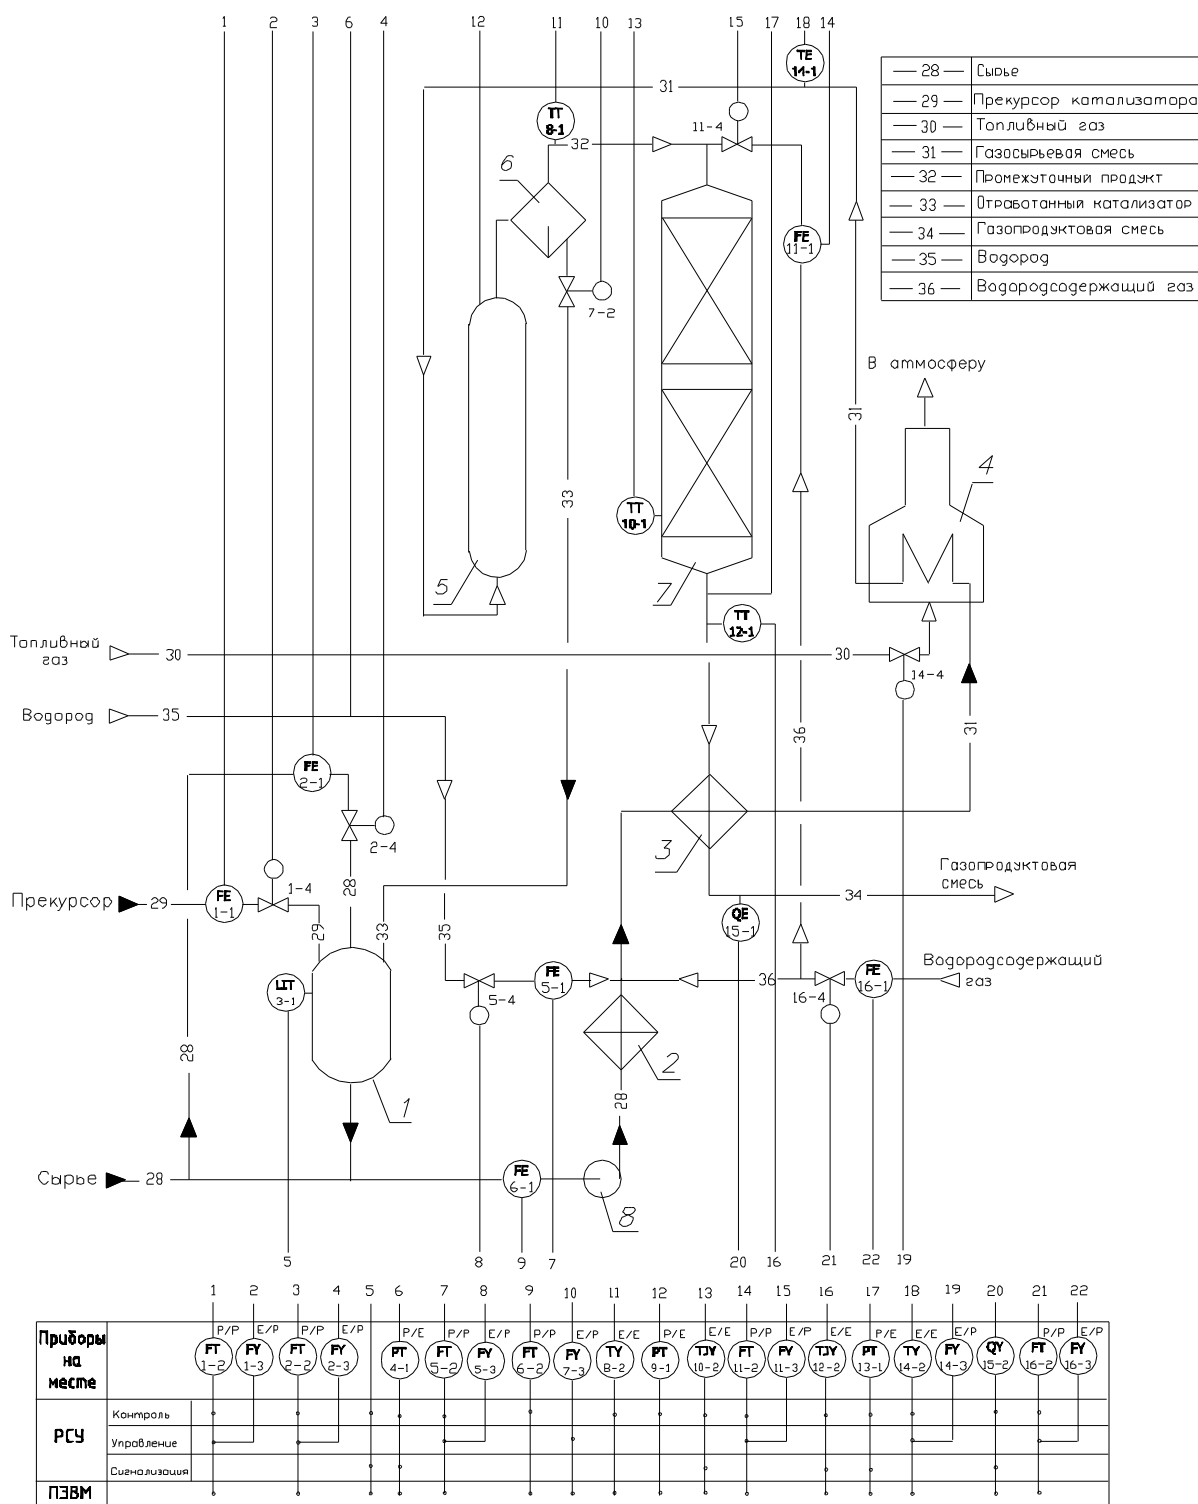 1 2 3 6 4 12 11 10 13 15 17 18 14
TE
14-1
31
— 28 — Сырье
— 29 — Прекурсор катализатора
— 30 — Топливный газ
— 31 — Газосырьевая смесь
— 32 — Промежуточный продукт
— 33 — Отработанный катализатор
— 34 — Газопродуктовая смесь
— 35 — Водород
— 36 — Водородсодержащий газ
TT
8-1
11-4
32
6
FE
11-1
7-2
В атмосферу
31
4
33
TT
10-1
5
7
TT
12-1
Топливный
газ
30
30
14-4
Водород
35
36
31
FE
2-1
2-4
3
Газопродуктовая
смесь
28
Прекурсор
29
FE
1-1
1-4
34
29
33
35
QE
15-1
LIT
3-1
FE
5-1
5-4
36
16-4
FE
16-1
Водородсодержащий
газ
28
2
28
1
Сырье
28
FE
6-1
8
5 8 9 7 20 16 21 22 19
1 2 3 4 5 6 7 8 9 10 11 12 13 14 15 16 17 18 19 20 21 22
P/P E/P P/P E/P P/E P/P E/P P/P E/P E/E P/E E/E P/P E/P E/E P/E E/E E/P P/P E/P
Приборы
на
месте
FT FY FT FY PT FT FY FT FY TY PT TJY FT FY TJY PT TY FY QY FT FY
1-2 1-3 2-2 2-3 4-1 5-2 5-3 6-2 7-3 8-2 9-1 10-2 11-2 11-3 12-2 13-1 14-2 14-3 15-2 16-2 16-3
РСУ
Контроль
Управление
Сигнализация
ПЭВМ